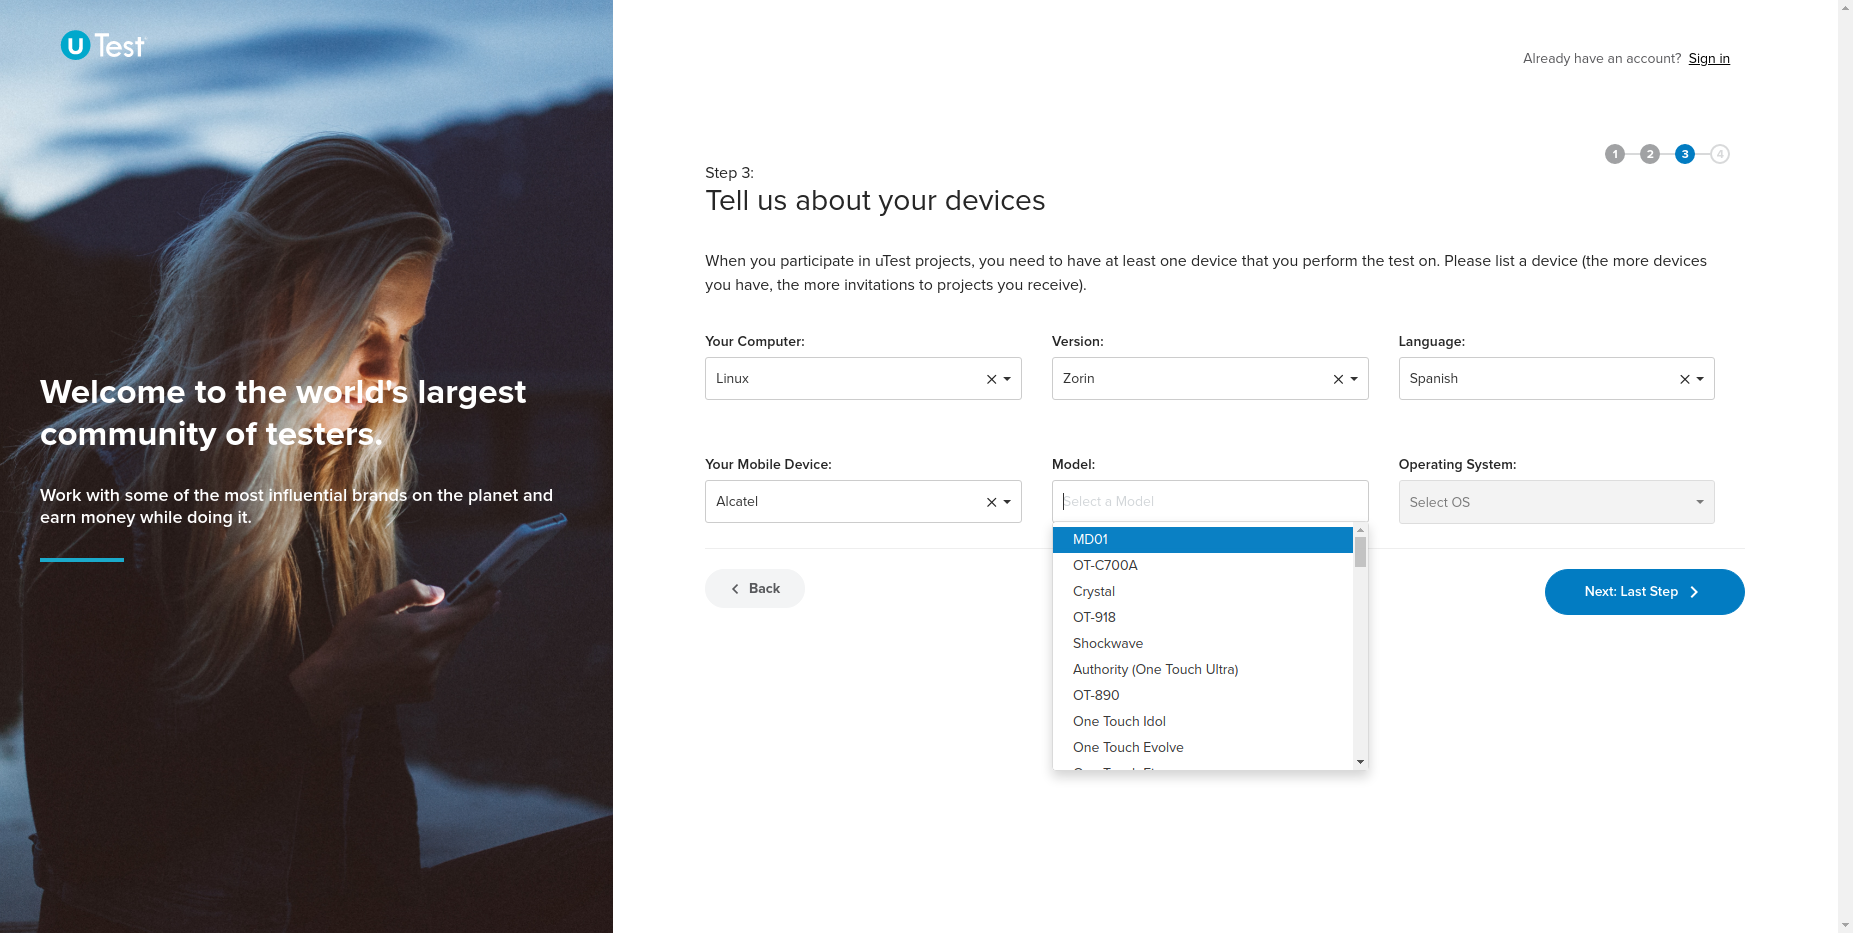 u Test
Already have an account? Sign in
1 2 3 4
Step 3:
Tell us about your devices
When you participate in uTest projects, you need to have at least one device that you perform the test on. Please list a device (the more devices
you have, the more invitations to projects you receive).
Your Computer: Version: Language:
Linux Zorin Spanish
Welcome to the world's largest
community of testers.
Work with some of the most influential brands on the planet and
earn money while doing it.
Your Mobile Device: Model: Operating System:
Alcatel Select a Model Select OS
MD01
OT-C700A
Crystal
OT-918
Shockwave
Authority (One Touch Ultra)
OT-890
One Touch Idol
One Touch Evolve
Back
Next: Last Step